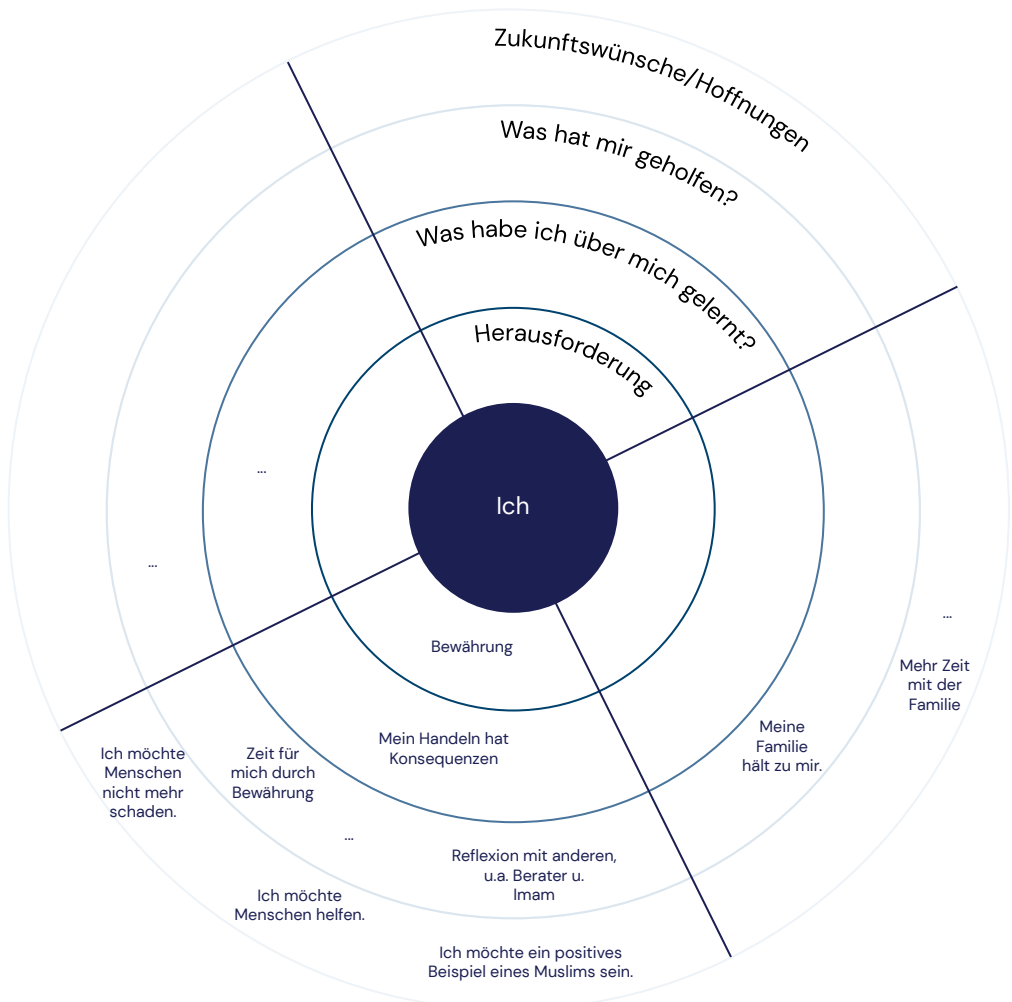 Zukunftswünsche/Hoffnungen
Was hat mir geholfen?
Was habe ich über mich gelernt?
Herausforderung
Ich
...
...
Bewährung
Mein Handeln hat
Konsequenzen
Zeit für
mich durch
Bewährung
Ich möchte
Menschen
nicht mehr
schaden.
...
Reflexion mit anderen,
u.a. Berater u.
Imam
Ich möchte
Menschen helfen.
Ich möchte ein positives
Beispiel eines Muslims sein.
Meine
Familie
hält zu mir.
...
Mehr Zeit
mit der
Familie